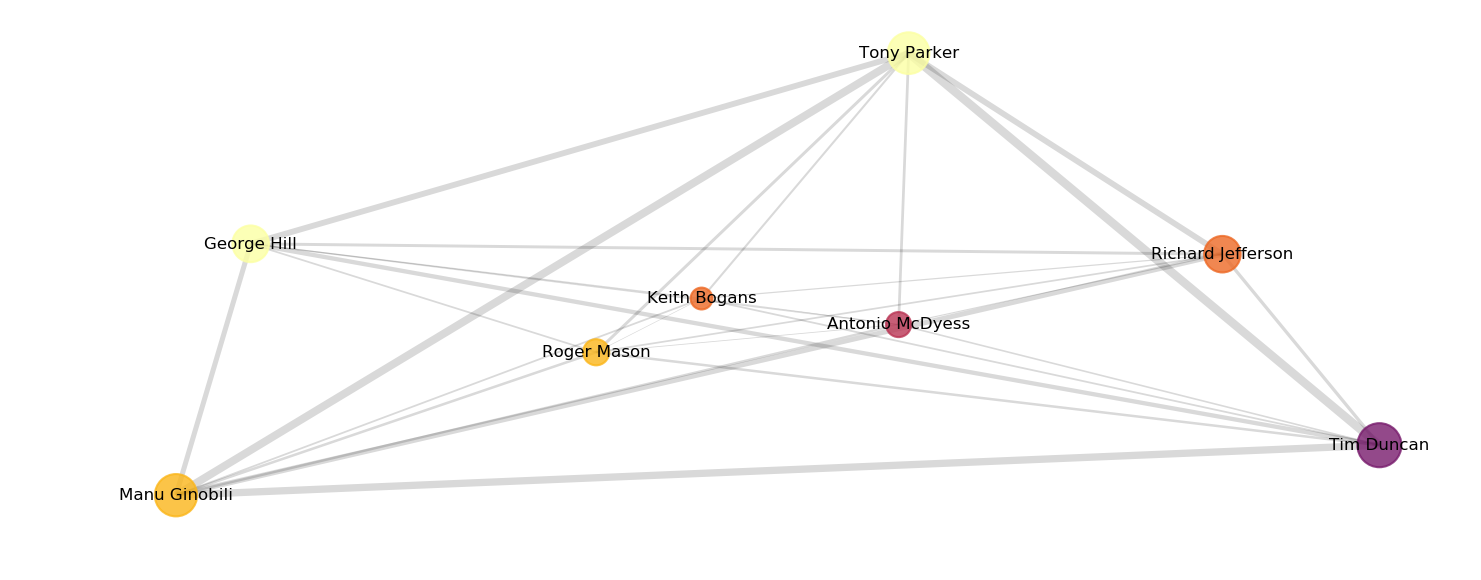 Tony Parker
George Hill
Richard Jefferson
Keith Bogans
Antonio McDyess
Roger Mason
Tim Duncan
Manu Ginobili